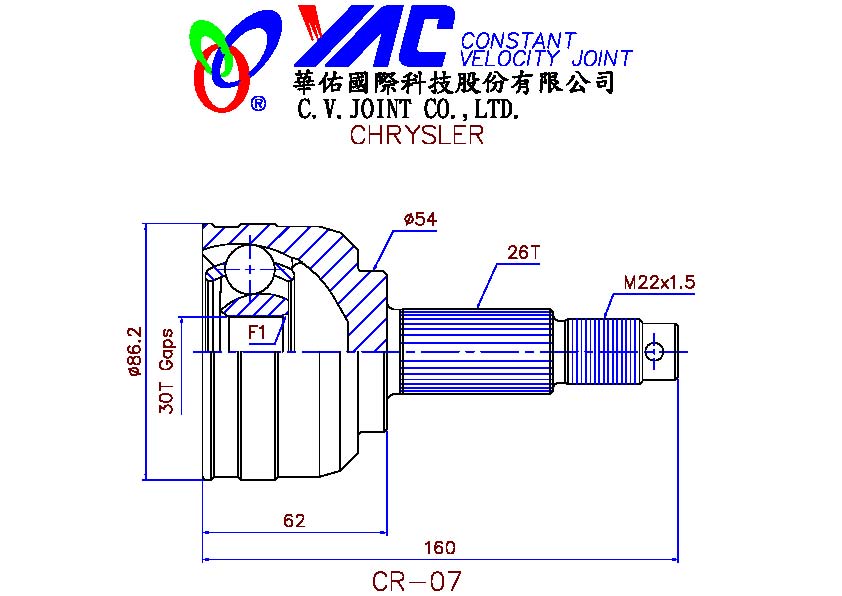 YAC CONSTANT
VELOCITY JOINT
華佑國際科技股份有限公司
®
C.V.JOINT CO.,LTD.
CHRYSLER
ø54
26T
M22x1.5
ø86.2
30T Gaps
F1
62
160
CR-07